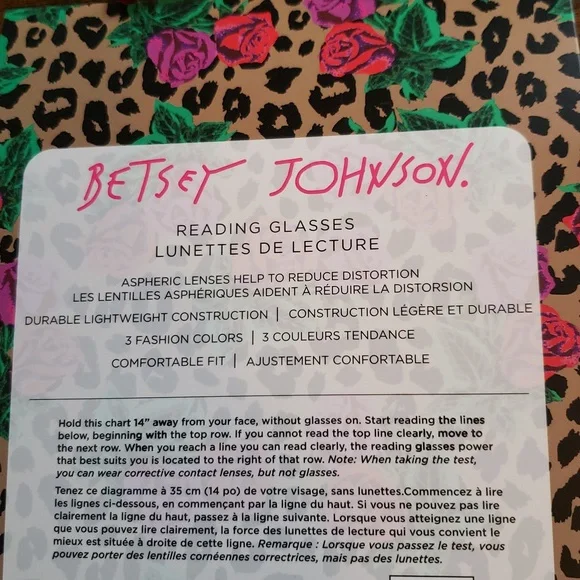 BETSEY JOHNSON.
READING GLASSES
LUNETTES DE LECTURE
ASPHERIC LENSES HELP TO REDUCE DISTORTION
LES LENTILLES ASPHÉRIQUES AIDENT À RÉDUIRE LA DISTORSION
DURABLE LIGHTWEIGHT CONSTRUCTION | CONSTRUCTION LÉGÈRE ET DURABLE
3 FASHION COLORS | 3 COULEURS TENDANCE
COMFORTABLE FIT | AJUSTEMENT CONFORTABLE
Hold this chart 14" away from your face, without glasses on. Start reading the lines
below, beginning with the top row. If you cannot read the top line clearly, move to
the next row. When you reach a line you can read clearly, the reading glasses power
that best suits you is located to the right of that row. Note: When taking the test,
you can wear corrective contact lenses, but not glasses.
Tenez ce diagramme à 35 cm (14 po) de votre visage, sans lunettes.Commencez à lire
les lignes ci-dessous, en commençant par la ligne du haut. Si vous ne pouvez pas lire
clairement la ligne du haut, passez à la ligne suivante. Lorsque vous atteignez une ligne
que vous pouvez lire clairement, la force des lunettes de lecture qui vous convient le
mieux est située à droite de cette ligne. Remarque : Lorsque vous passez le test, vous
pouvez porter des lentilles cornéennes correctrices, mais pas des lunettes.